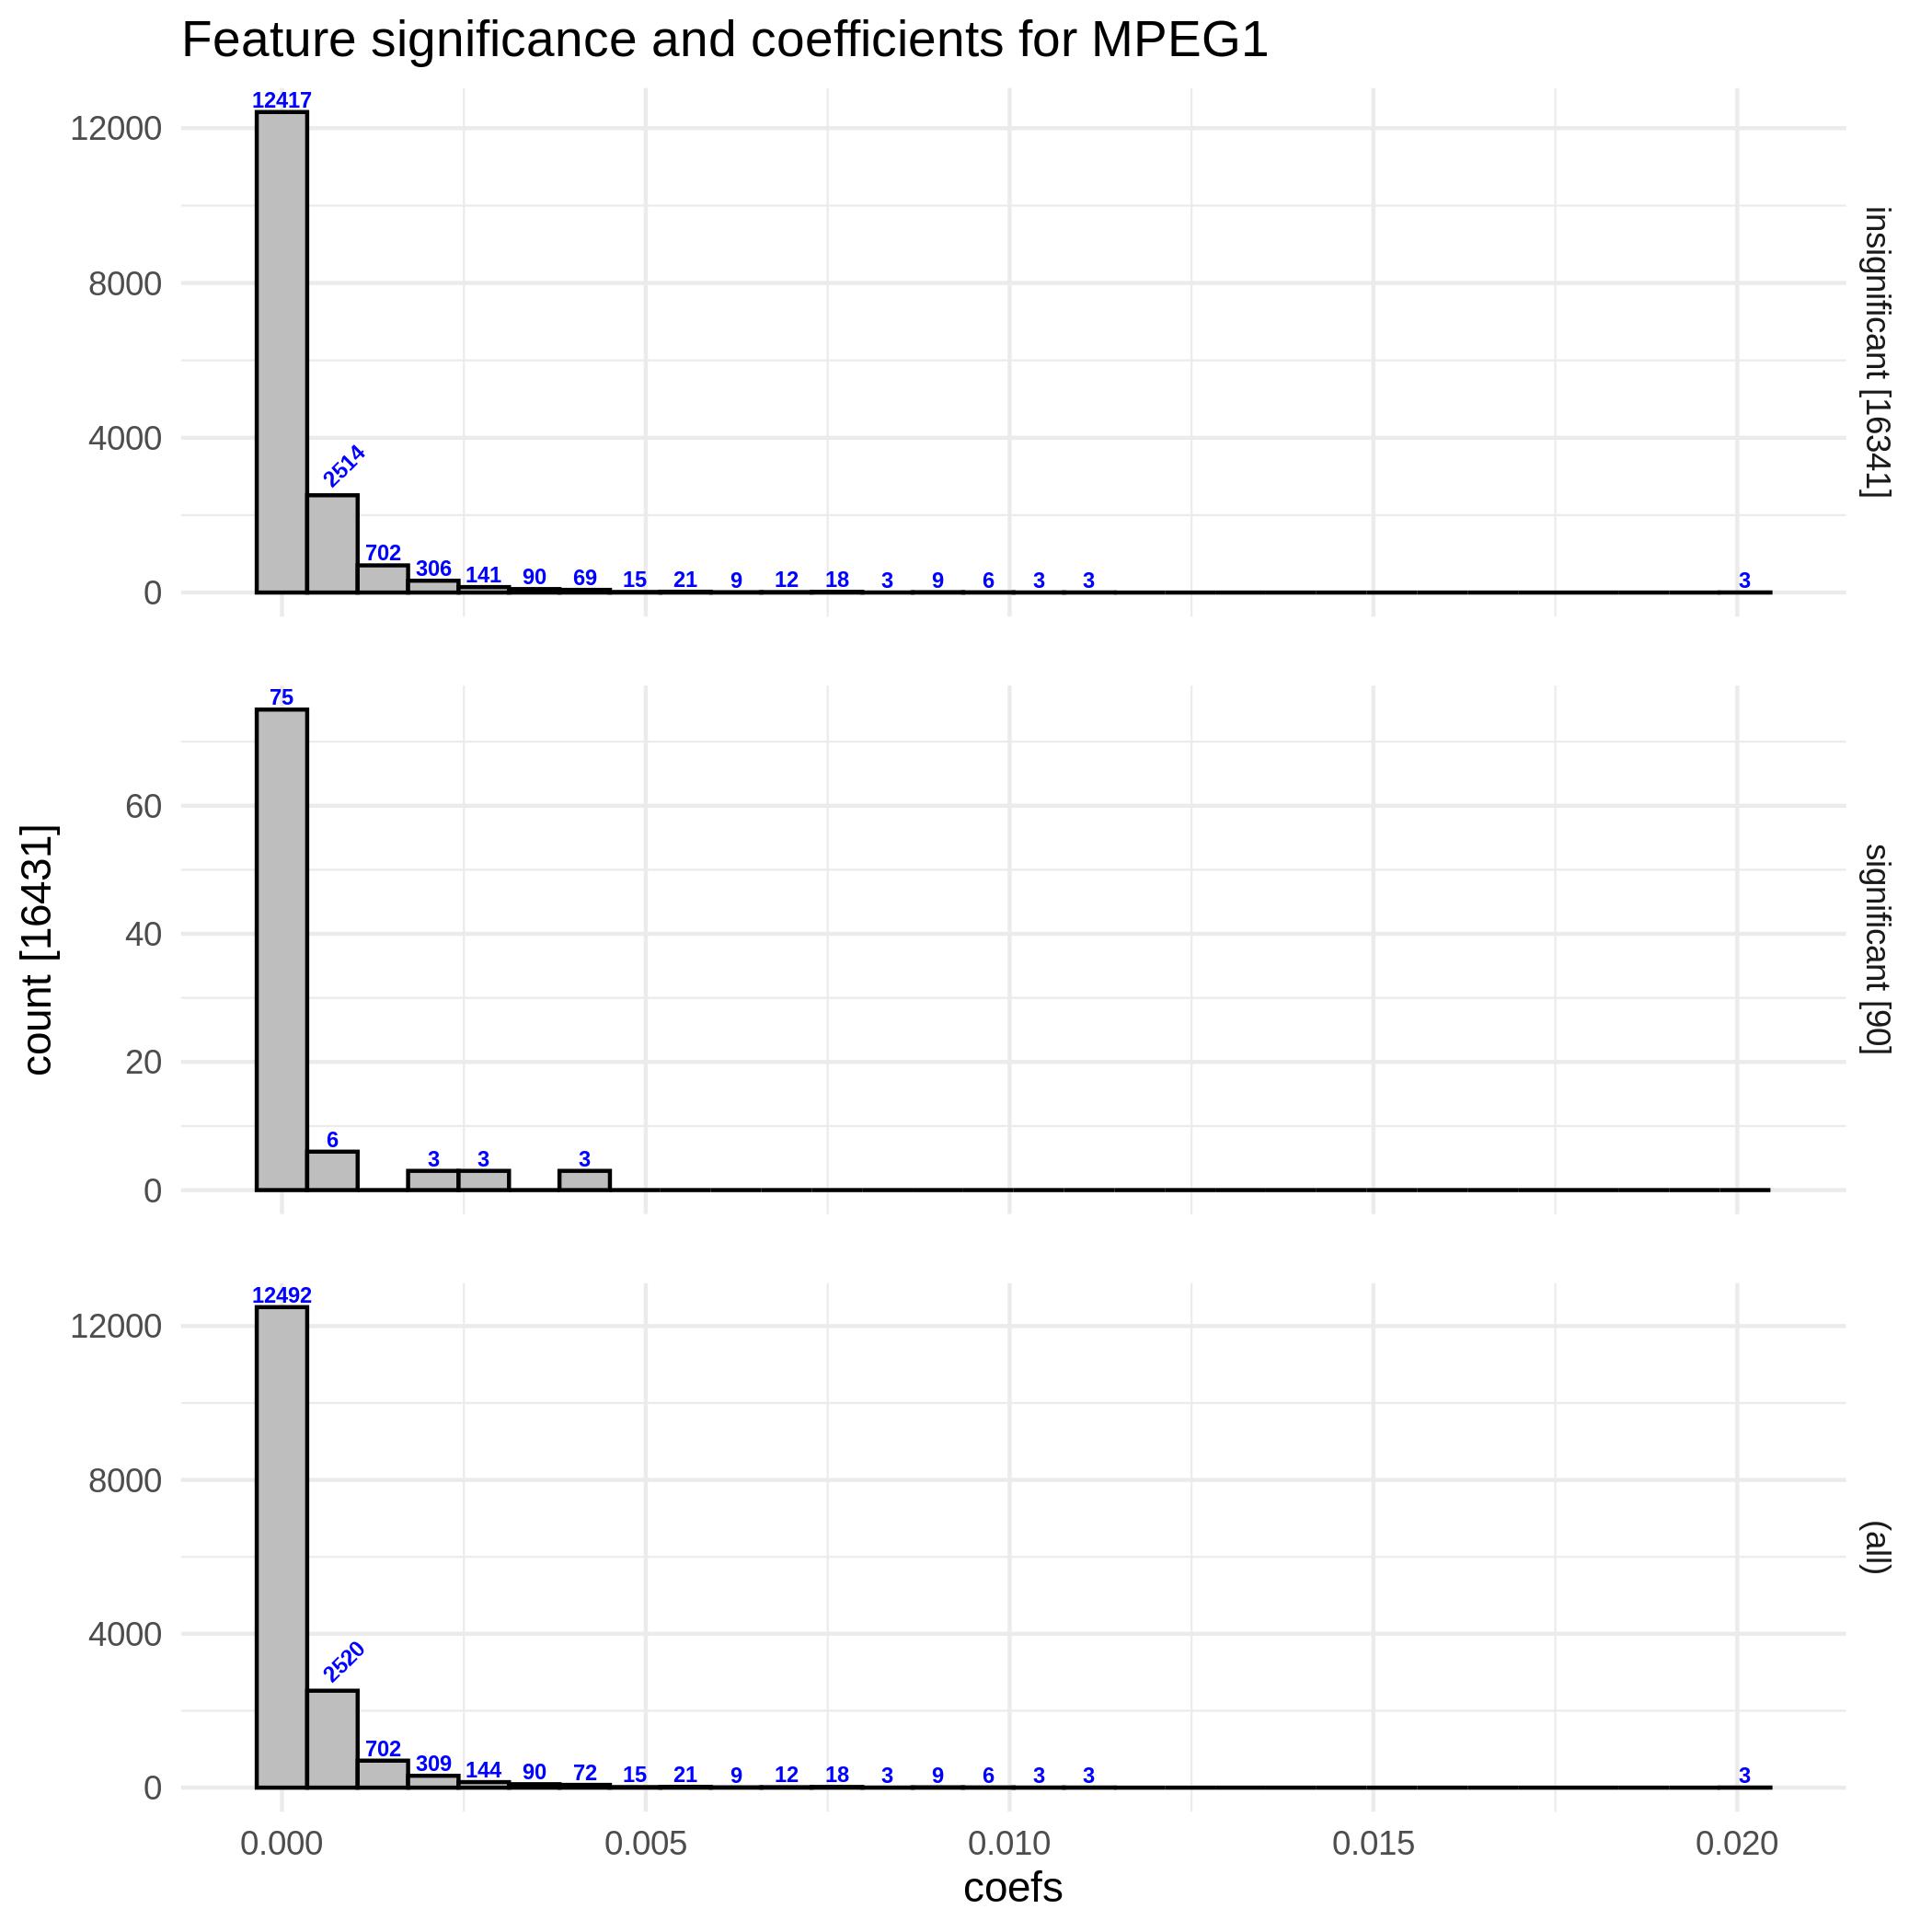 Feature significance and coefficients for MPEG1
12417
12000
8000
4000
0
2514
702 306 141 90 69 15 21 9 12 18 3 9 6 3 3 3
insignificant [16341]
75
60
40
20
0
6 3 3 3
significant [90]
count [16431]
12492
12000
8000
4000
0
2520
702 309 144 90 72 15 21 9 12 18 3 9 6 3 3 3
(all)
0.000 0.005 0.010 0.015 0.020
coefs